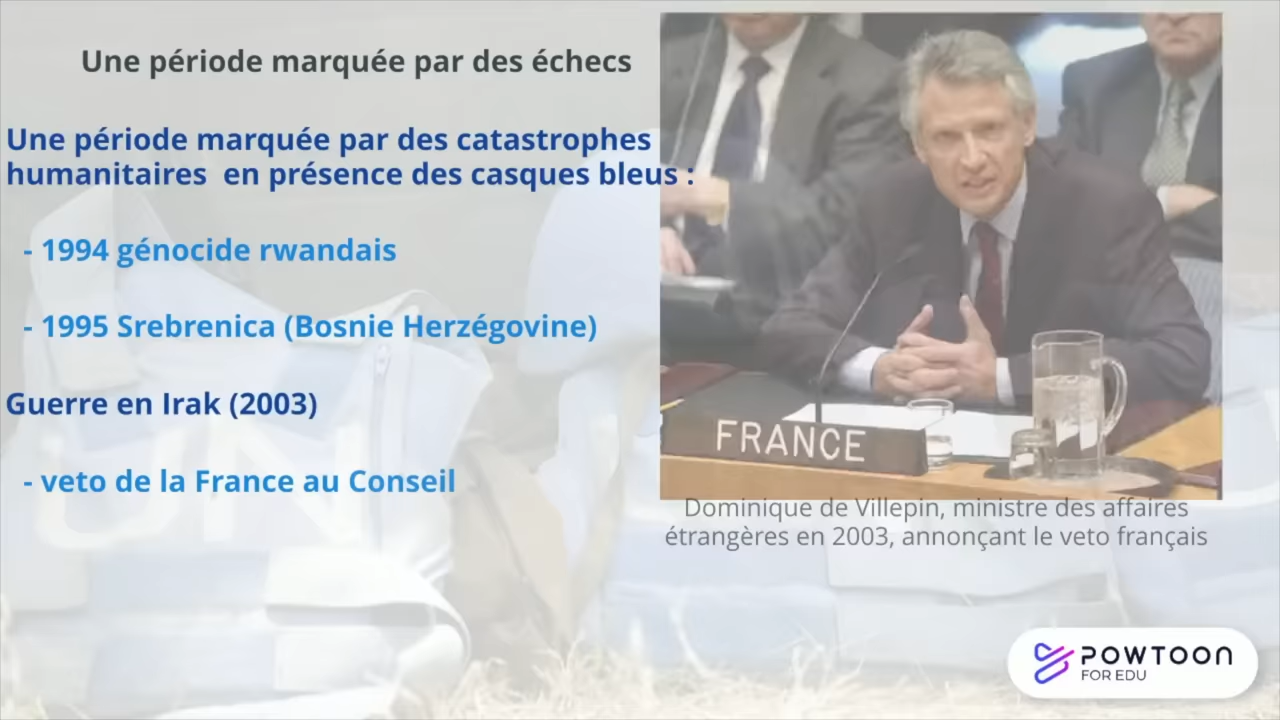 Une période marquée par des échecs
Une période marquée par des catastrophes
humanitaires en présence des casques bleus :
- 1994 génocide rwandais
- 1995 Srebrenica (Bosnie Herzégovine)
Guerre en Irak (2003)
- veto de la France au Conseil
FRANCE
Dominique de Villepin, ministre des affaires
étrangères en 2003, annonçant le veto français
UN
POWTOON
FOR EDU